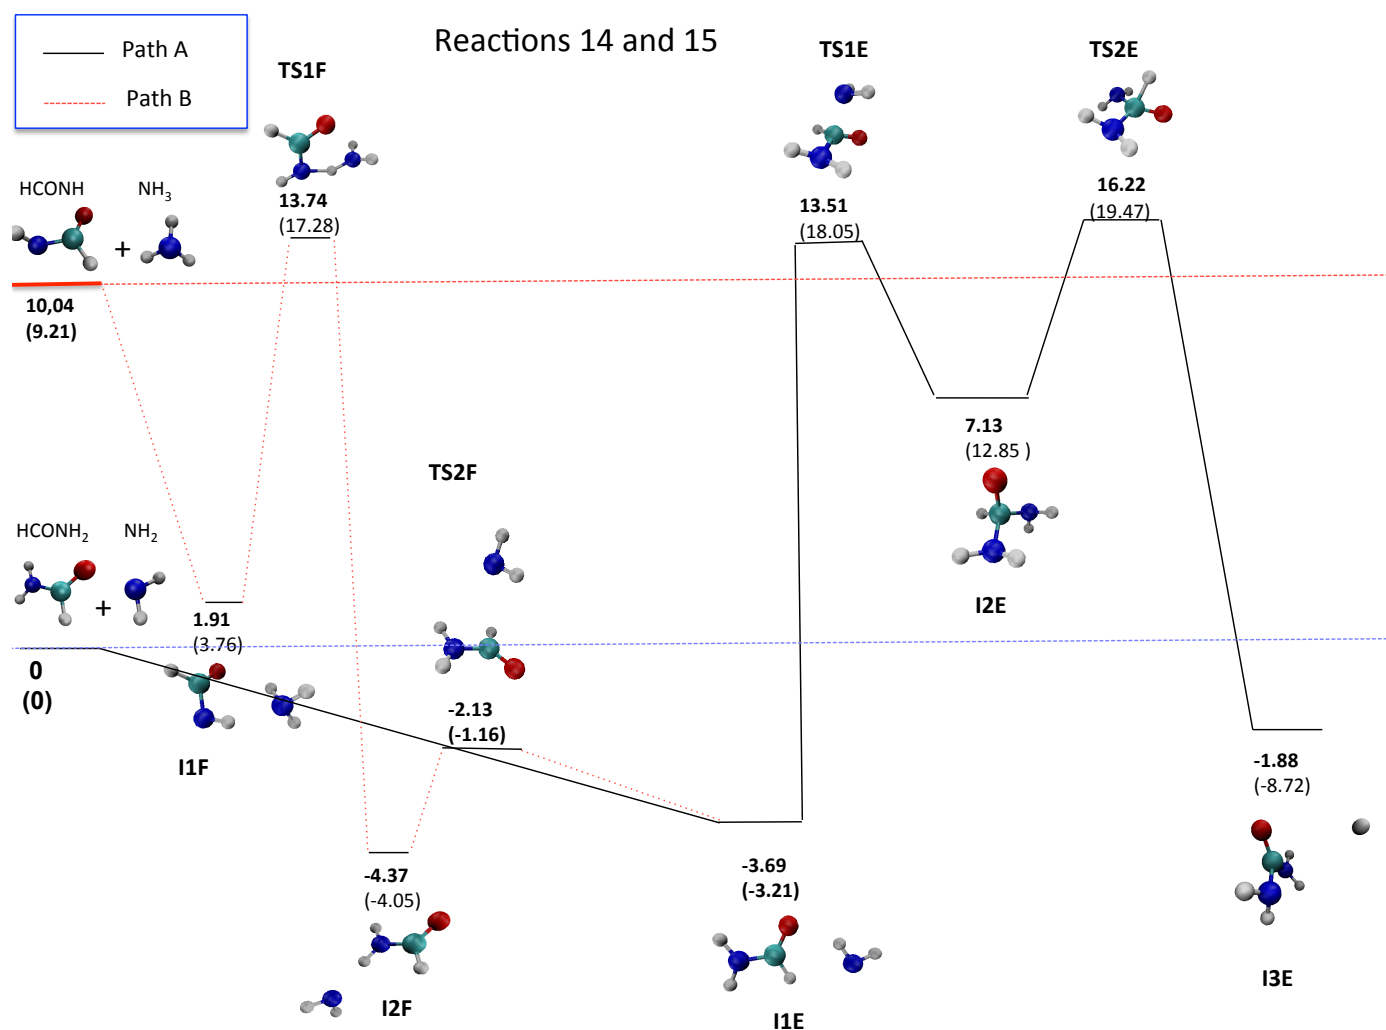 Path A
Path B
Reactions 14 and 15
TS1F
TS1E
TS2E
13.74
(17.28)
13.51
(18.05)
16.22
(19.47)
HCONH
NH3
+
10,04
(9.21)
7.13
(12.85 )
I2E
TS2F
HCONH2
NH2
+
1.91
(3.76)
0
(0)
I1F
-2.13
(-1.16)
-1.88
(-8.72)
-4.37
(-4.05)
-3.69
(-3.21)
I2F
I1E
I3E